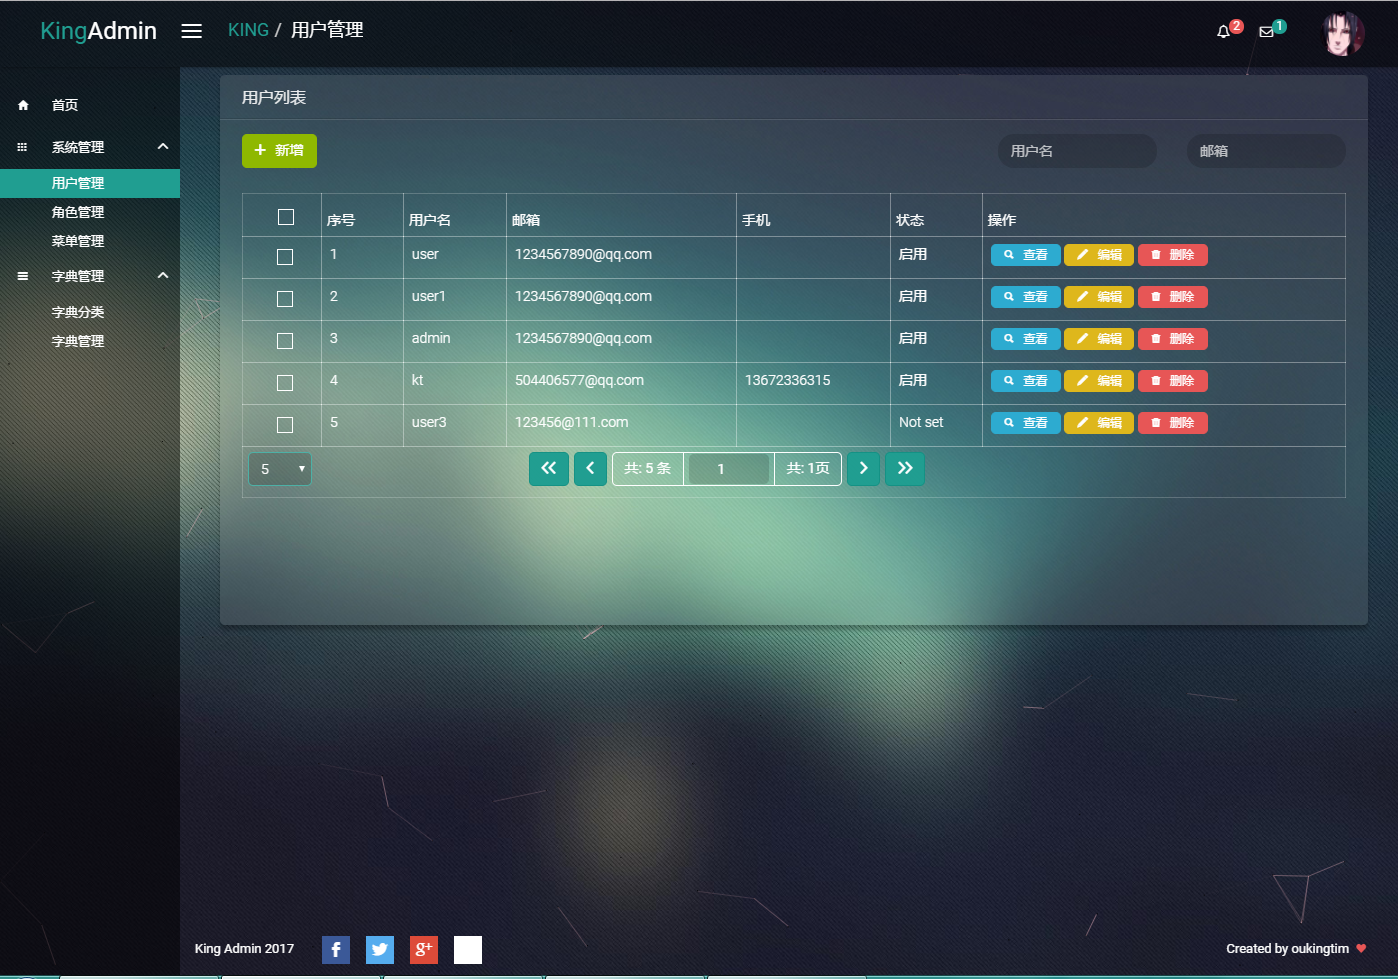 KingAdmin
KING / 用户管理
2
1
首页
系统管理
用户管理
角色管理
菜单管理
字典管理
字典分类
字典管理
用户列表
+ 新增
用户名
邮箱
序号 用户名 邮箱 手机 状态 操作
1 user 1234567890@qq.com 启用 查看 编辑 删除
2 user1 1234567890@qq.com 启用 查看 编辑 删除
3 admin 1234567890@qq.com 启用 查看 编辑 删除
4 kt 504406577@qq.com 13672336315 启用 查看 编辑 删除
5 user3 123456@111.com Not set 查看 编辑 删除
5 共: 5 条 1 共: 1页
King Admin 2017 f g+
Created by oukingtim